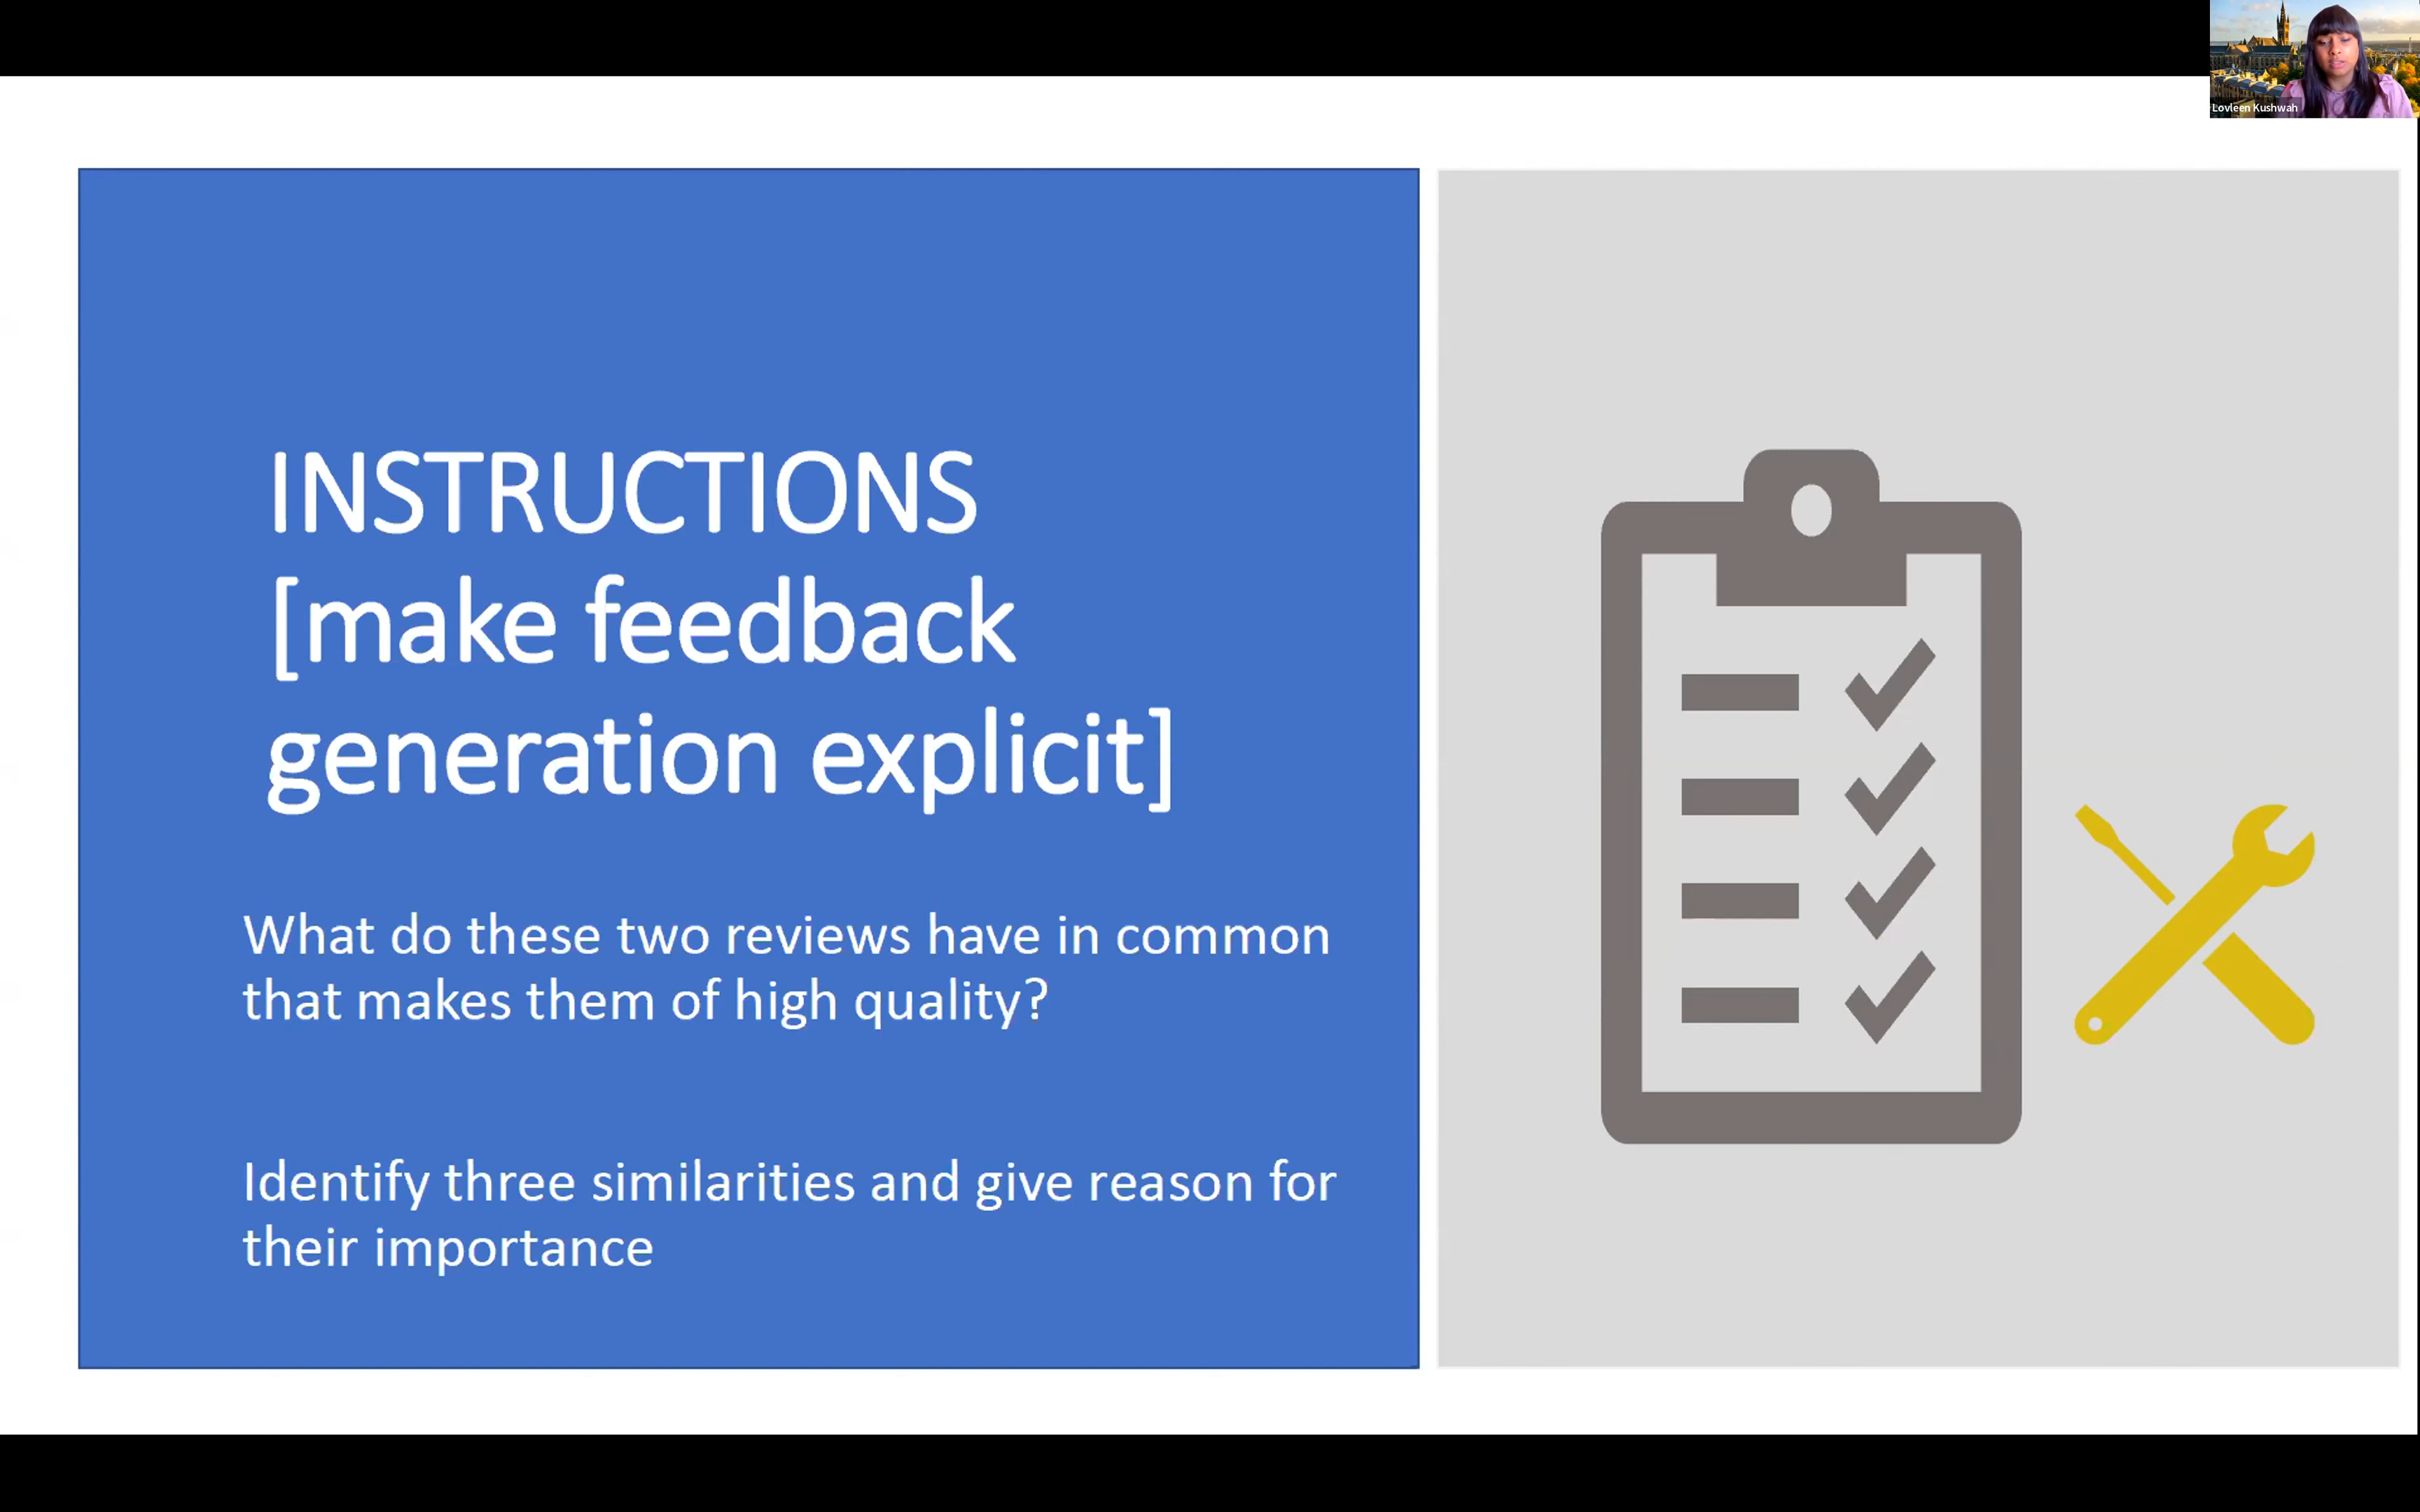 Lovleen Kushwah
INSTRUCTIONS
[make feedback
generation explicit]
What do these two reviews have in common
that makes them of high quality?
Identify three similarities and give reason for
their importance